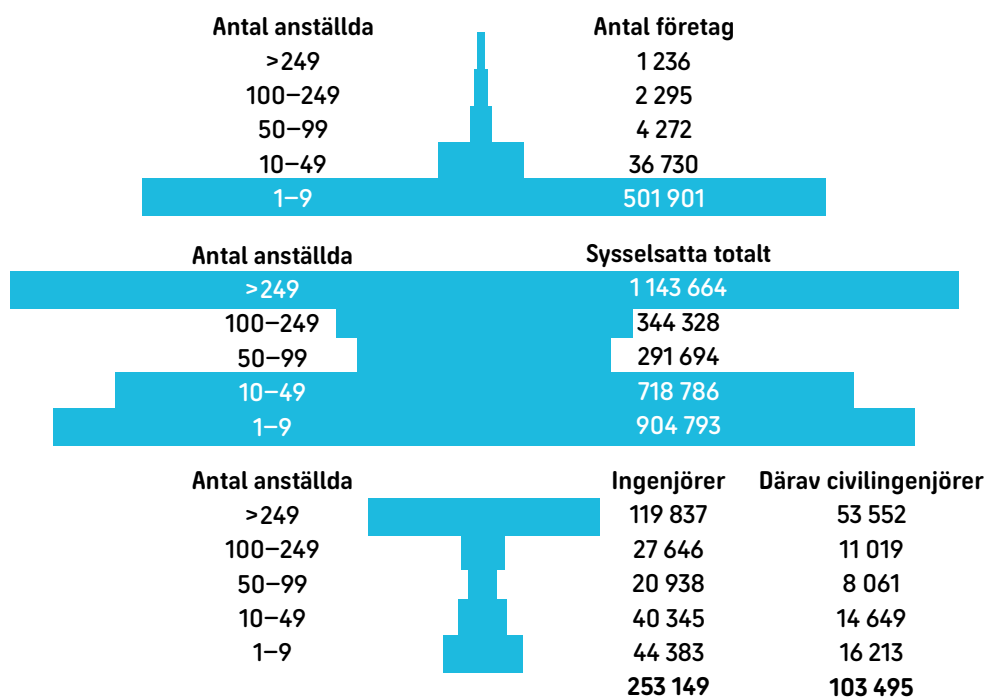 Antal anställda Antal företag
>249 1 236
100–249 2 295
50–99 4 272
10–49 36 730
1–9 501 901
Antal anställda Sysselsatta totalt
>249 1 143 664
100–249 344 328
50–99 291 694
10–49 718 786
1–9 904 793
Antal anställda Ingenjörer Därav civilingenjörer
>249 119 837 53 552
100–249 27 646 11 019
50–99 20 938 8 061
10–49 40 345 14 649
1–9 44 383 16 213
253 149 103 495